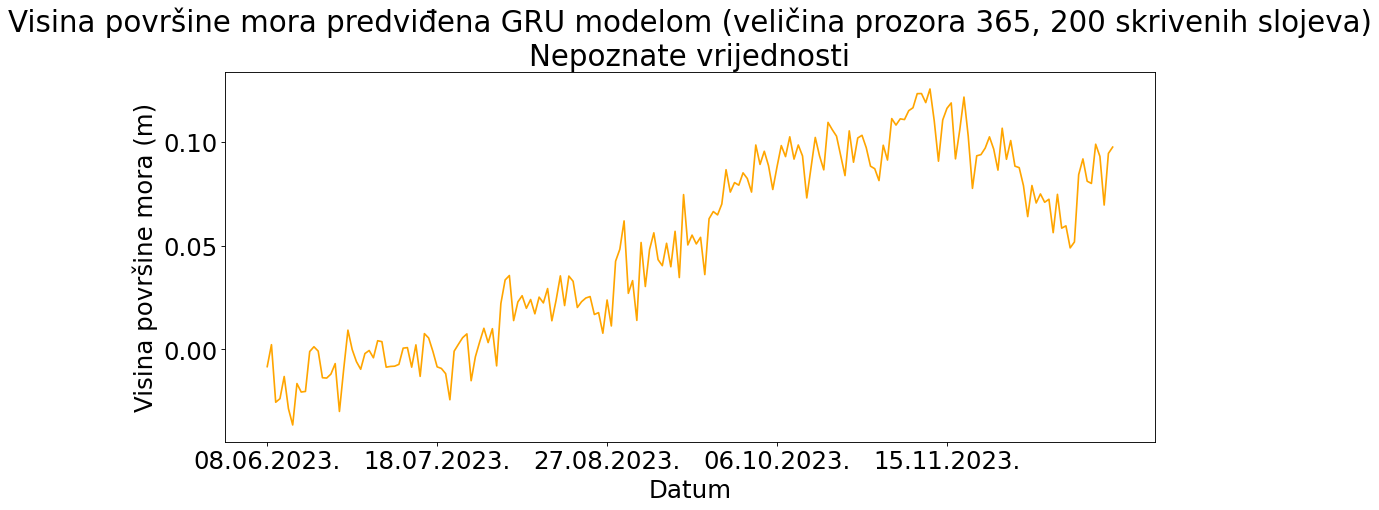 Visina površine mora predviđena GRU modelom (veličina prozora 365, 200 skrivenih slojeva)
Nepoznate vrijednosti
Visina površine mora (m)
0.10
0.05
0.00
08.06.2023. 18.07.2023. 27.08.2023. 06.10.2023. 15.11.2023.
Datum